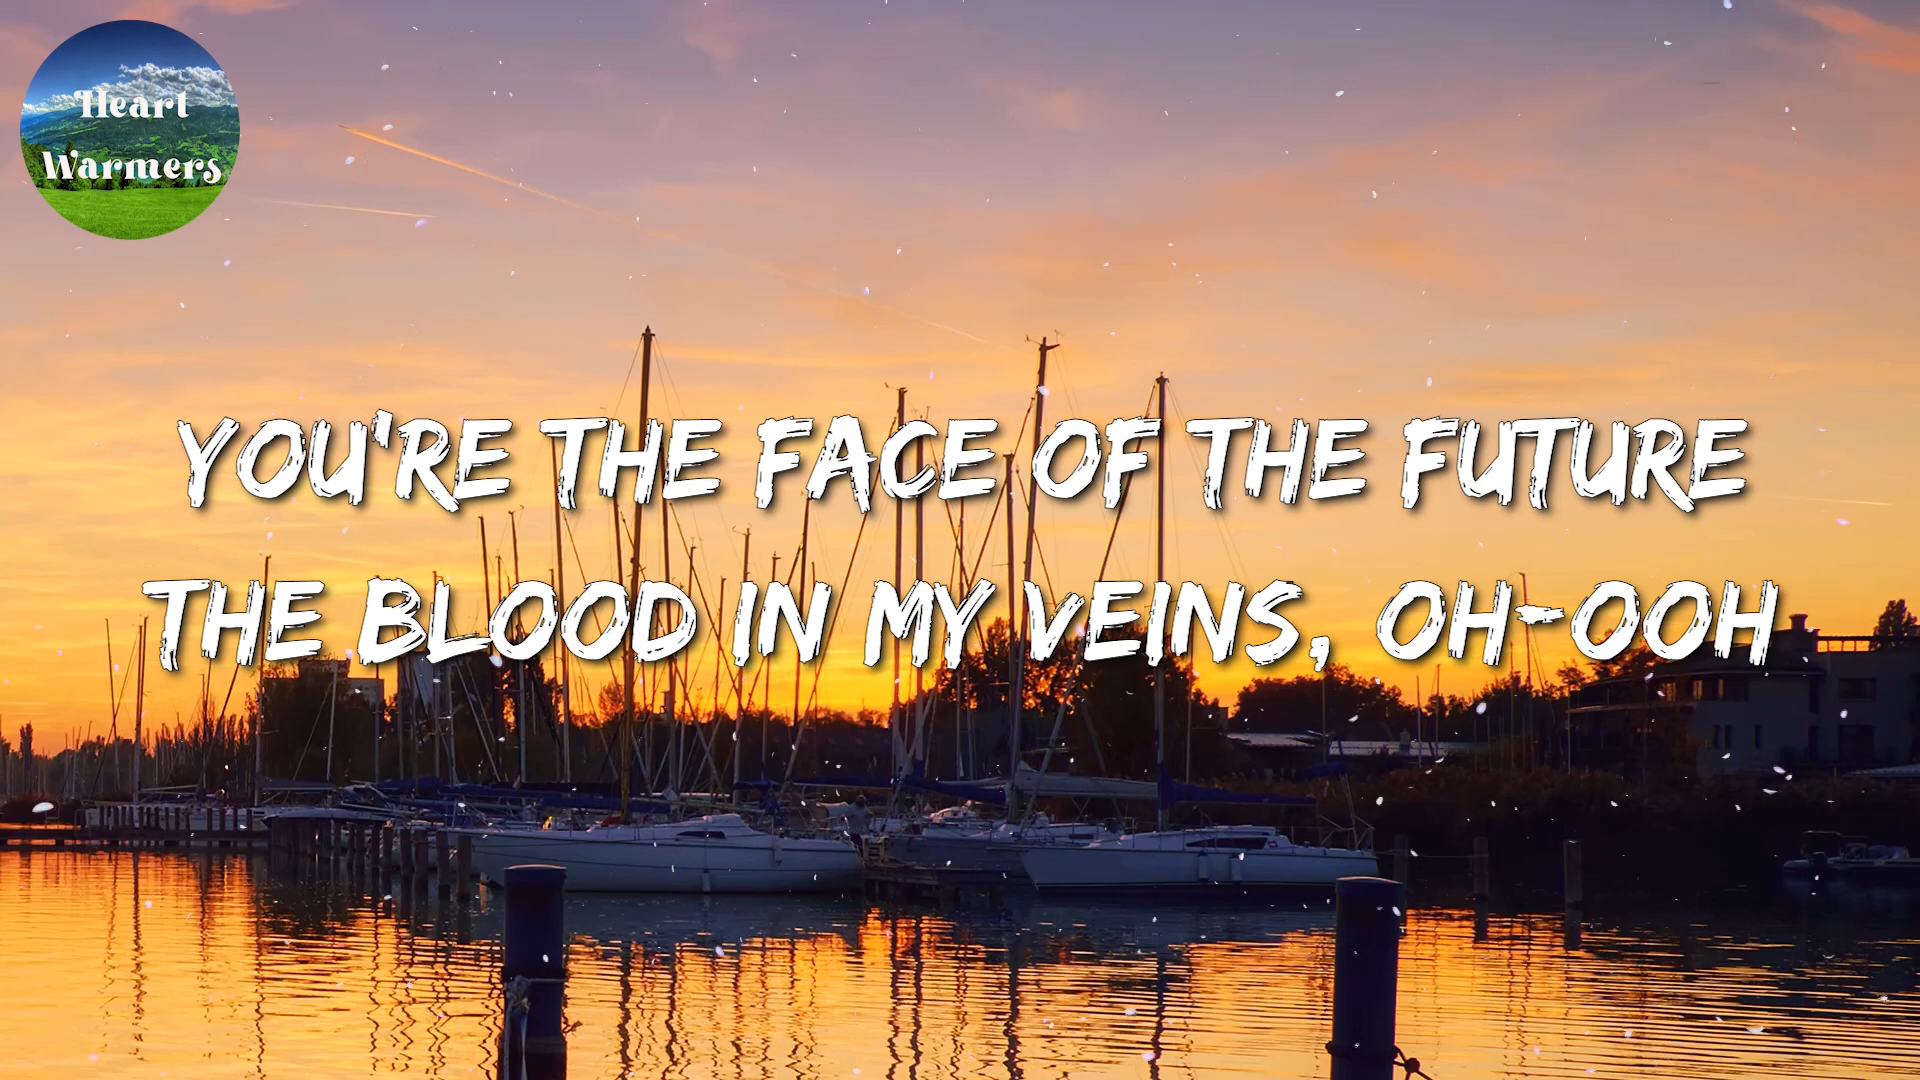 Heart
Warmers
YOU'RE THE FACE OF THE FUTURE
THE BLOOD IN MY VEINS, OH-OOH